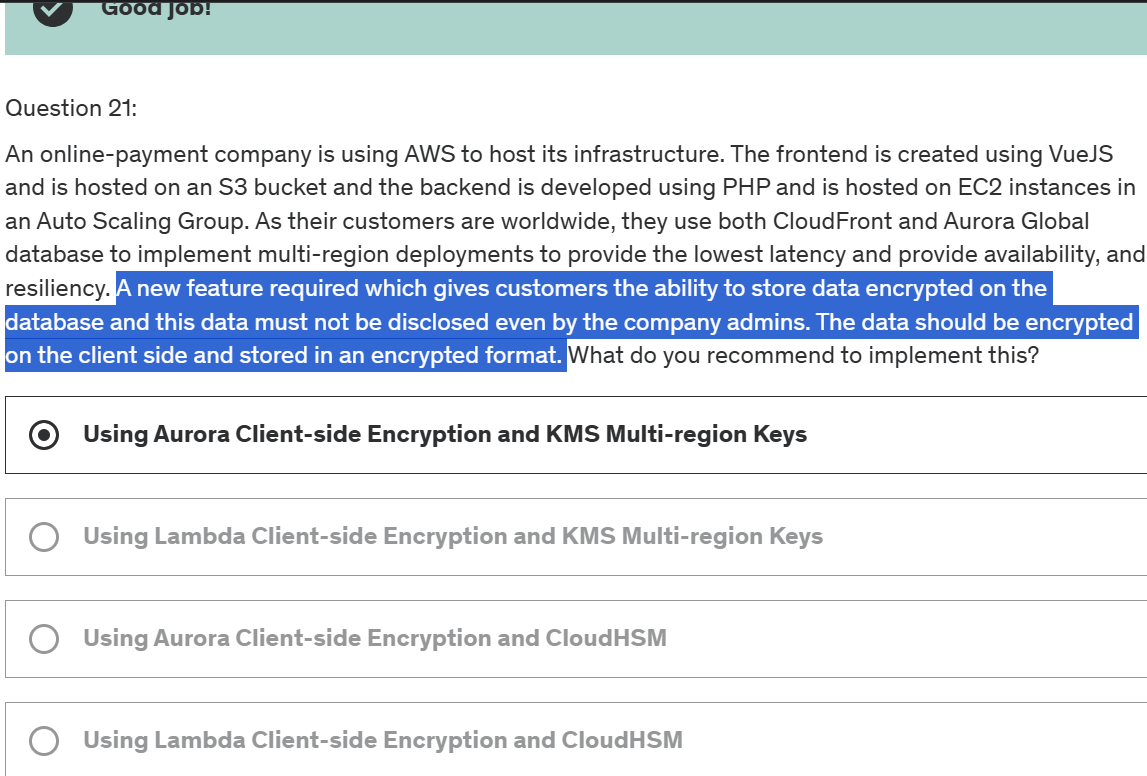 Good job!
Question 21:
An online-payment company is using AWS to host its infrastructure. The frontend is created using VueJS
and is hosted on an S3 bucket and the backend is developed using PHP and is hosted on EC2 instances in
an Auto Scaling Group. As their customers are worldwide, they use both CloudFront and Aurora Global
database to implement multi-region deployments to provide the lowest latency and provide availability, and
resiliency. A new feature required which gives customers the ability to store data encrypted on the
database and this data must not be disclosed even by the company admins. The data should be encrypted
on the client side and stored in an encrypted format. What do you recommend to implement this?
Using Aurora Client-side Encryption and KMS Multi-region Keys
Using Lambda Client-side Encryption and KMS Multi-region Keys
Using Aurora Client-side Encryption and CloudHSM
Using Lambda Client-side Encryption and CloudHSM